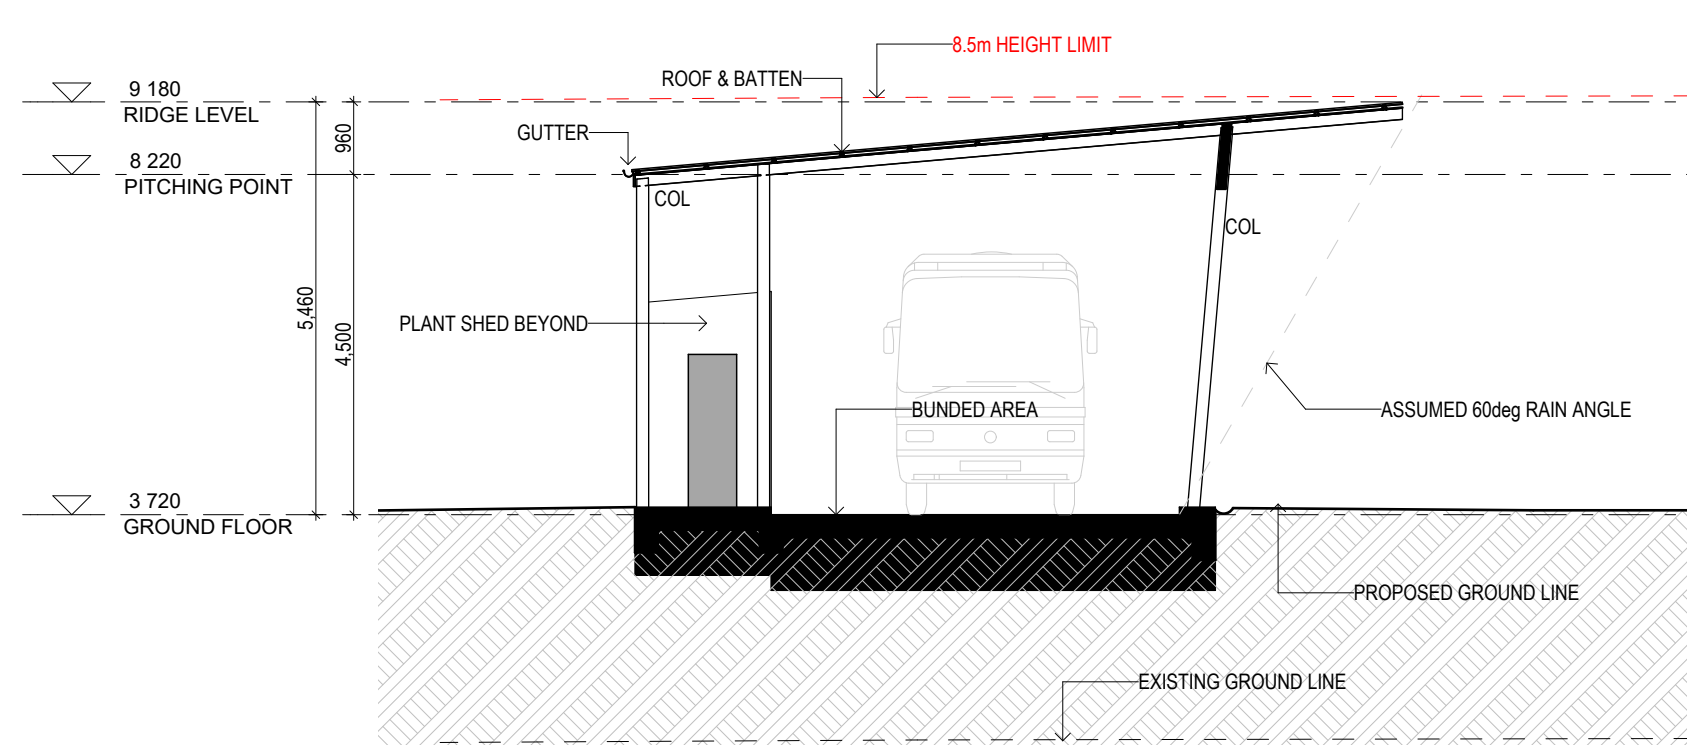 8.5m HEIGHT LIMIT
ROOF & BATTEN
9 180
RIDGE LEVEL
960
GUTTER
8 220
PITCHING POINT
COL
COL
5,460
4,500
PLANT SHED BEYOND
BUNDED AREA
ASSUMED 60deg RAIN ANGLE
3 720
GROUND FLOOR
PROPOSED GROUND LINE
EXISTING GROUND LINE